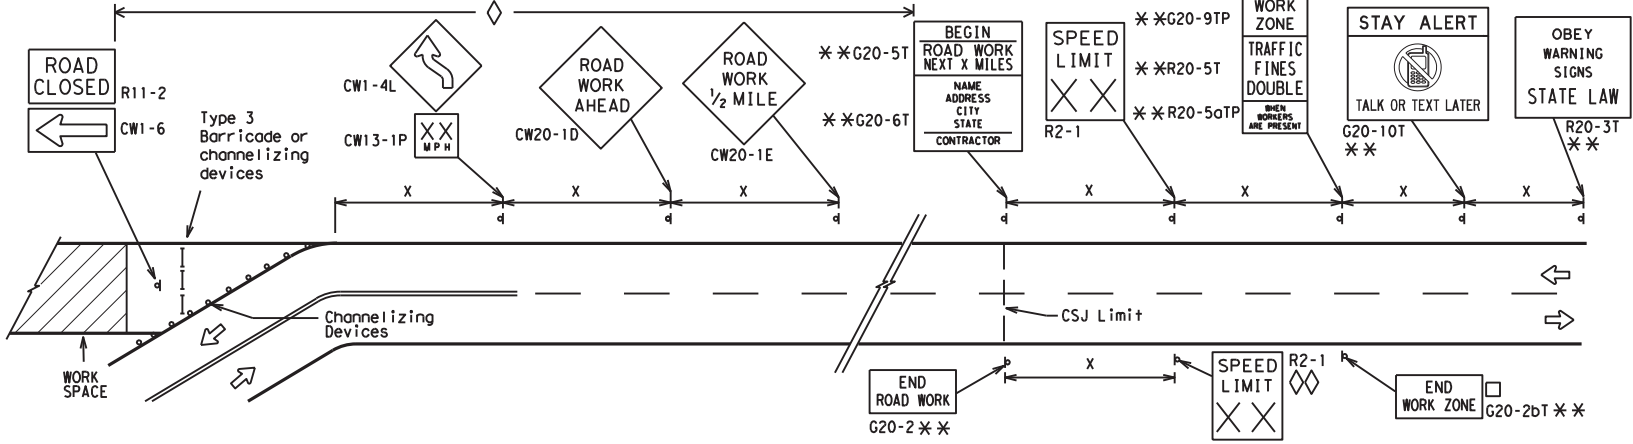 ROAD
CLOSED
R11-2
CW1-6
Type 3
Barricade or
channelizing
devices
CW1-4L
XX
MPH
CW13-1P
ROAD
WORK
AHEAD
CW20-1D
ROAD
WORK
1/2 MILE
CW20-1E
**G20-5T
**G20-6T
BEGIN
ROAD WORK
NEXT X MILES
NAME
ADDRESS
CITY
STATE
CONTRACTOR
SPEED
LIMIT
XX
R2-1
**G20-9TP
**R20-5T
**R20-5aTP
WORK
ZONE
TRAFFIC
FINES
DOUBLE
WHEN
WORKERS
ARE PRESENT
STAY ALERT
TALK OR TEXT LATER
G20-10T
**
OBEY
WARNING
SIGNS
STATE LAW
R20-3T
**
X
X
X
X
X
X
X
Channelizing
Devices
CSJ Limit
WORK
SPACE
END
ROAD WORK
G20-2 **
X
SPEED
LIMIT
XX
R2-1
END
WORK ZONE
G20-2bT **